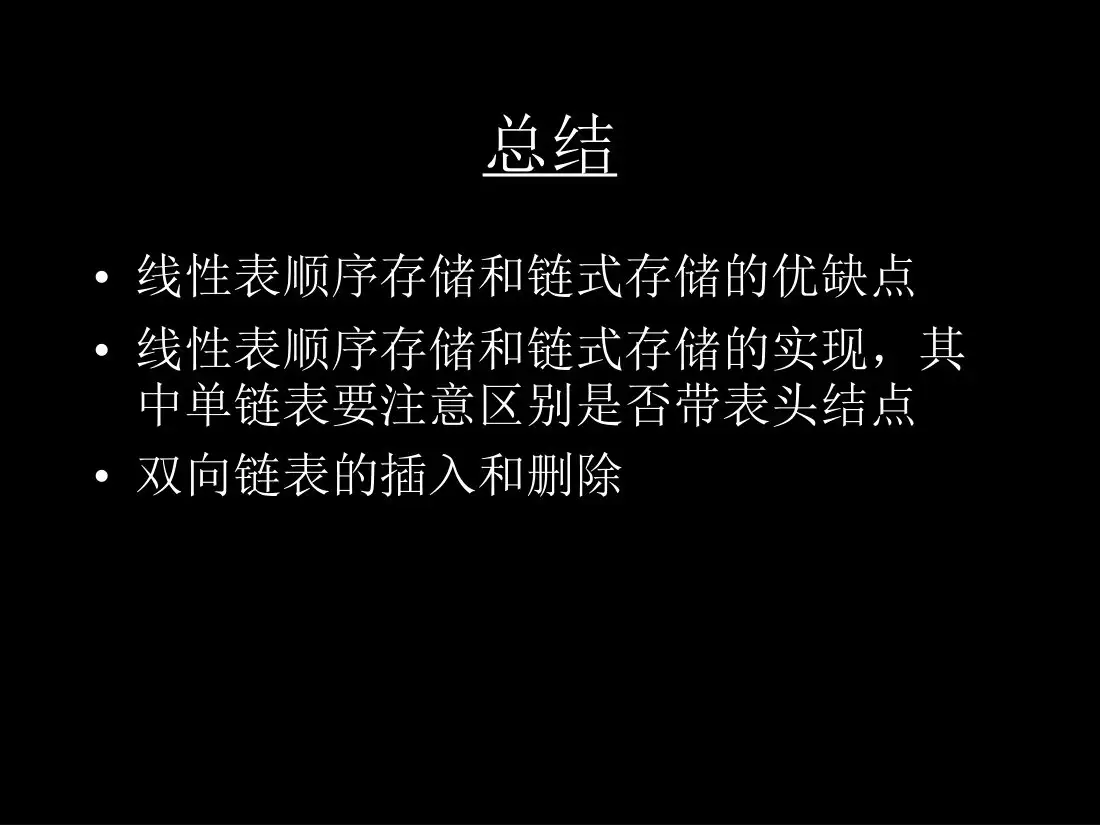 总结
• 线性表顺序存储和链式存储的优缺点
• 线性表顺序存储和链式存储的实现，其
中单链表要注意区别是否带表头结点
• 双向链表的插入和删除